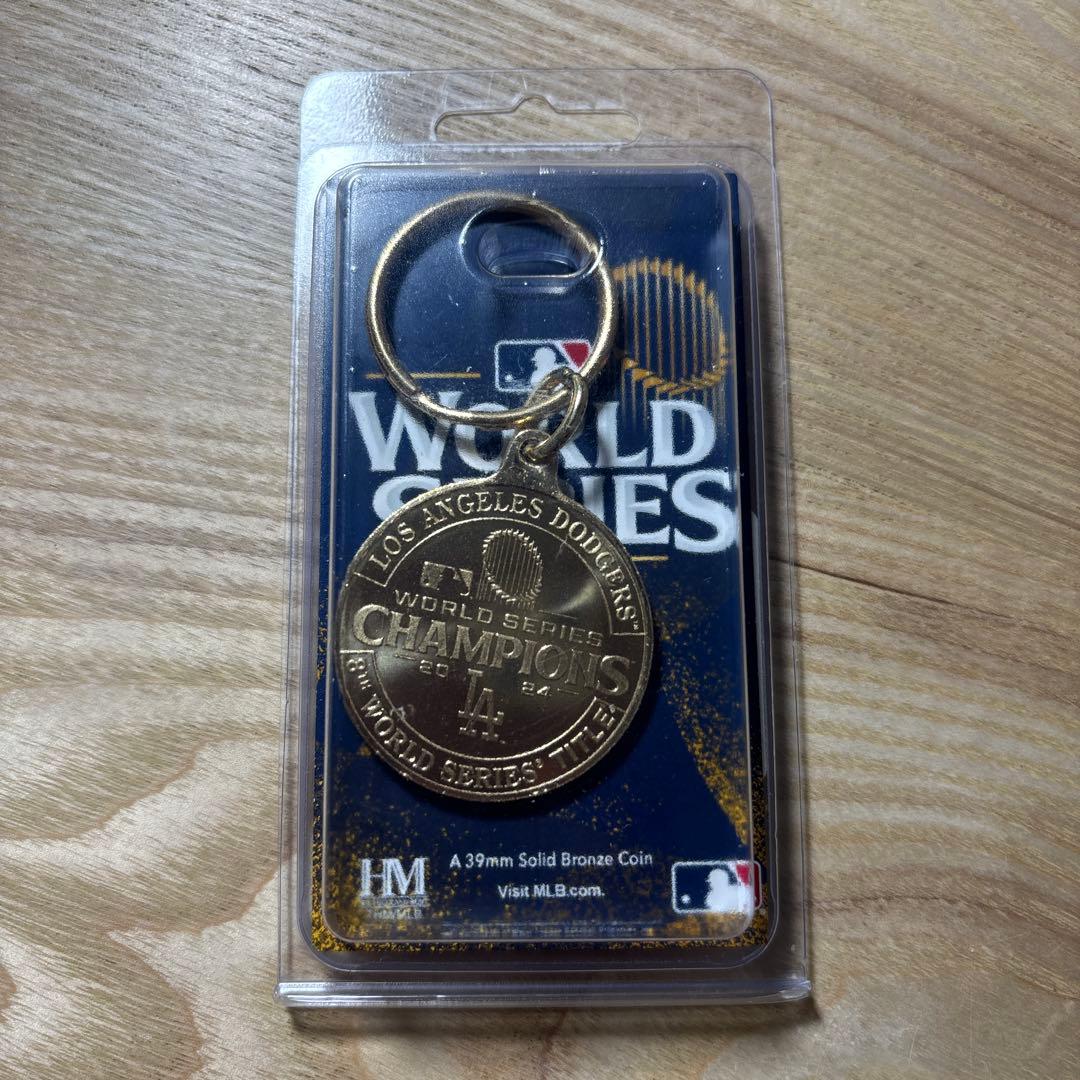 WORLD
SERIES
LOS ANGELES DODGERS™
WORLD SERIES
CHAMPIONS
20 24
LA
8TH WORLD SERIES® TITLE!
HM
A 39mm Solid Bronze Coin
Visit MLB.com.